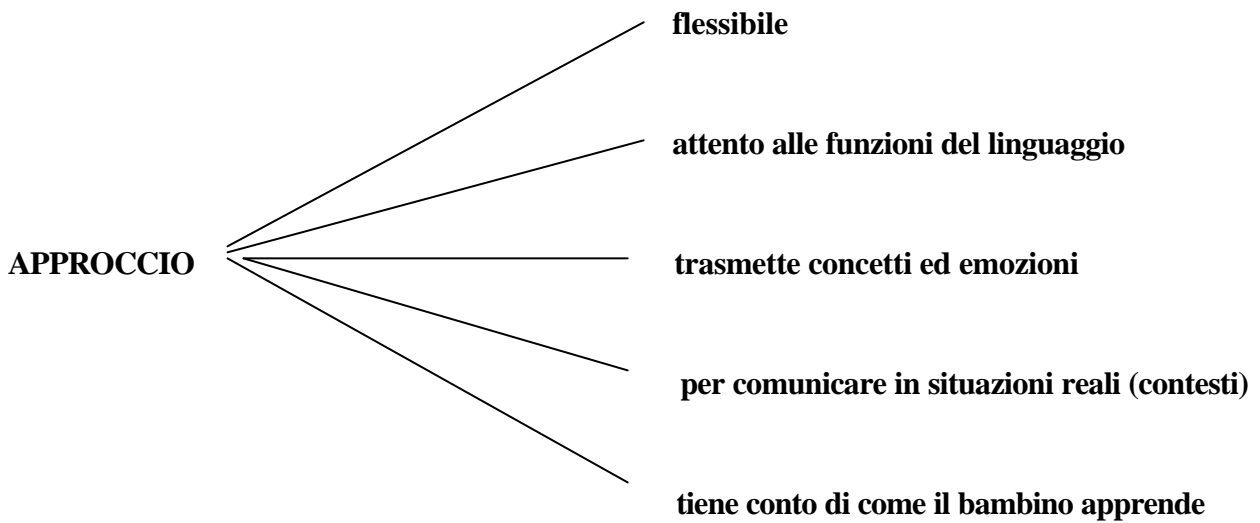 flessibile
attento alle funzioni del linguaggio
APPROCCIO
trasmette concetti ed emozioni
per comunicare in situazioni reali (contesti)
tiene conto di come il bambino apprende